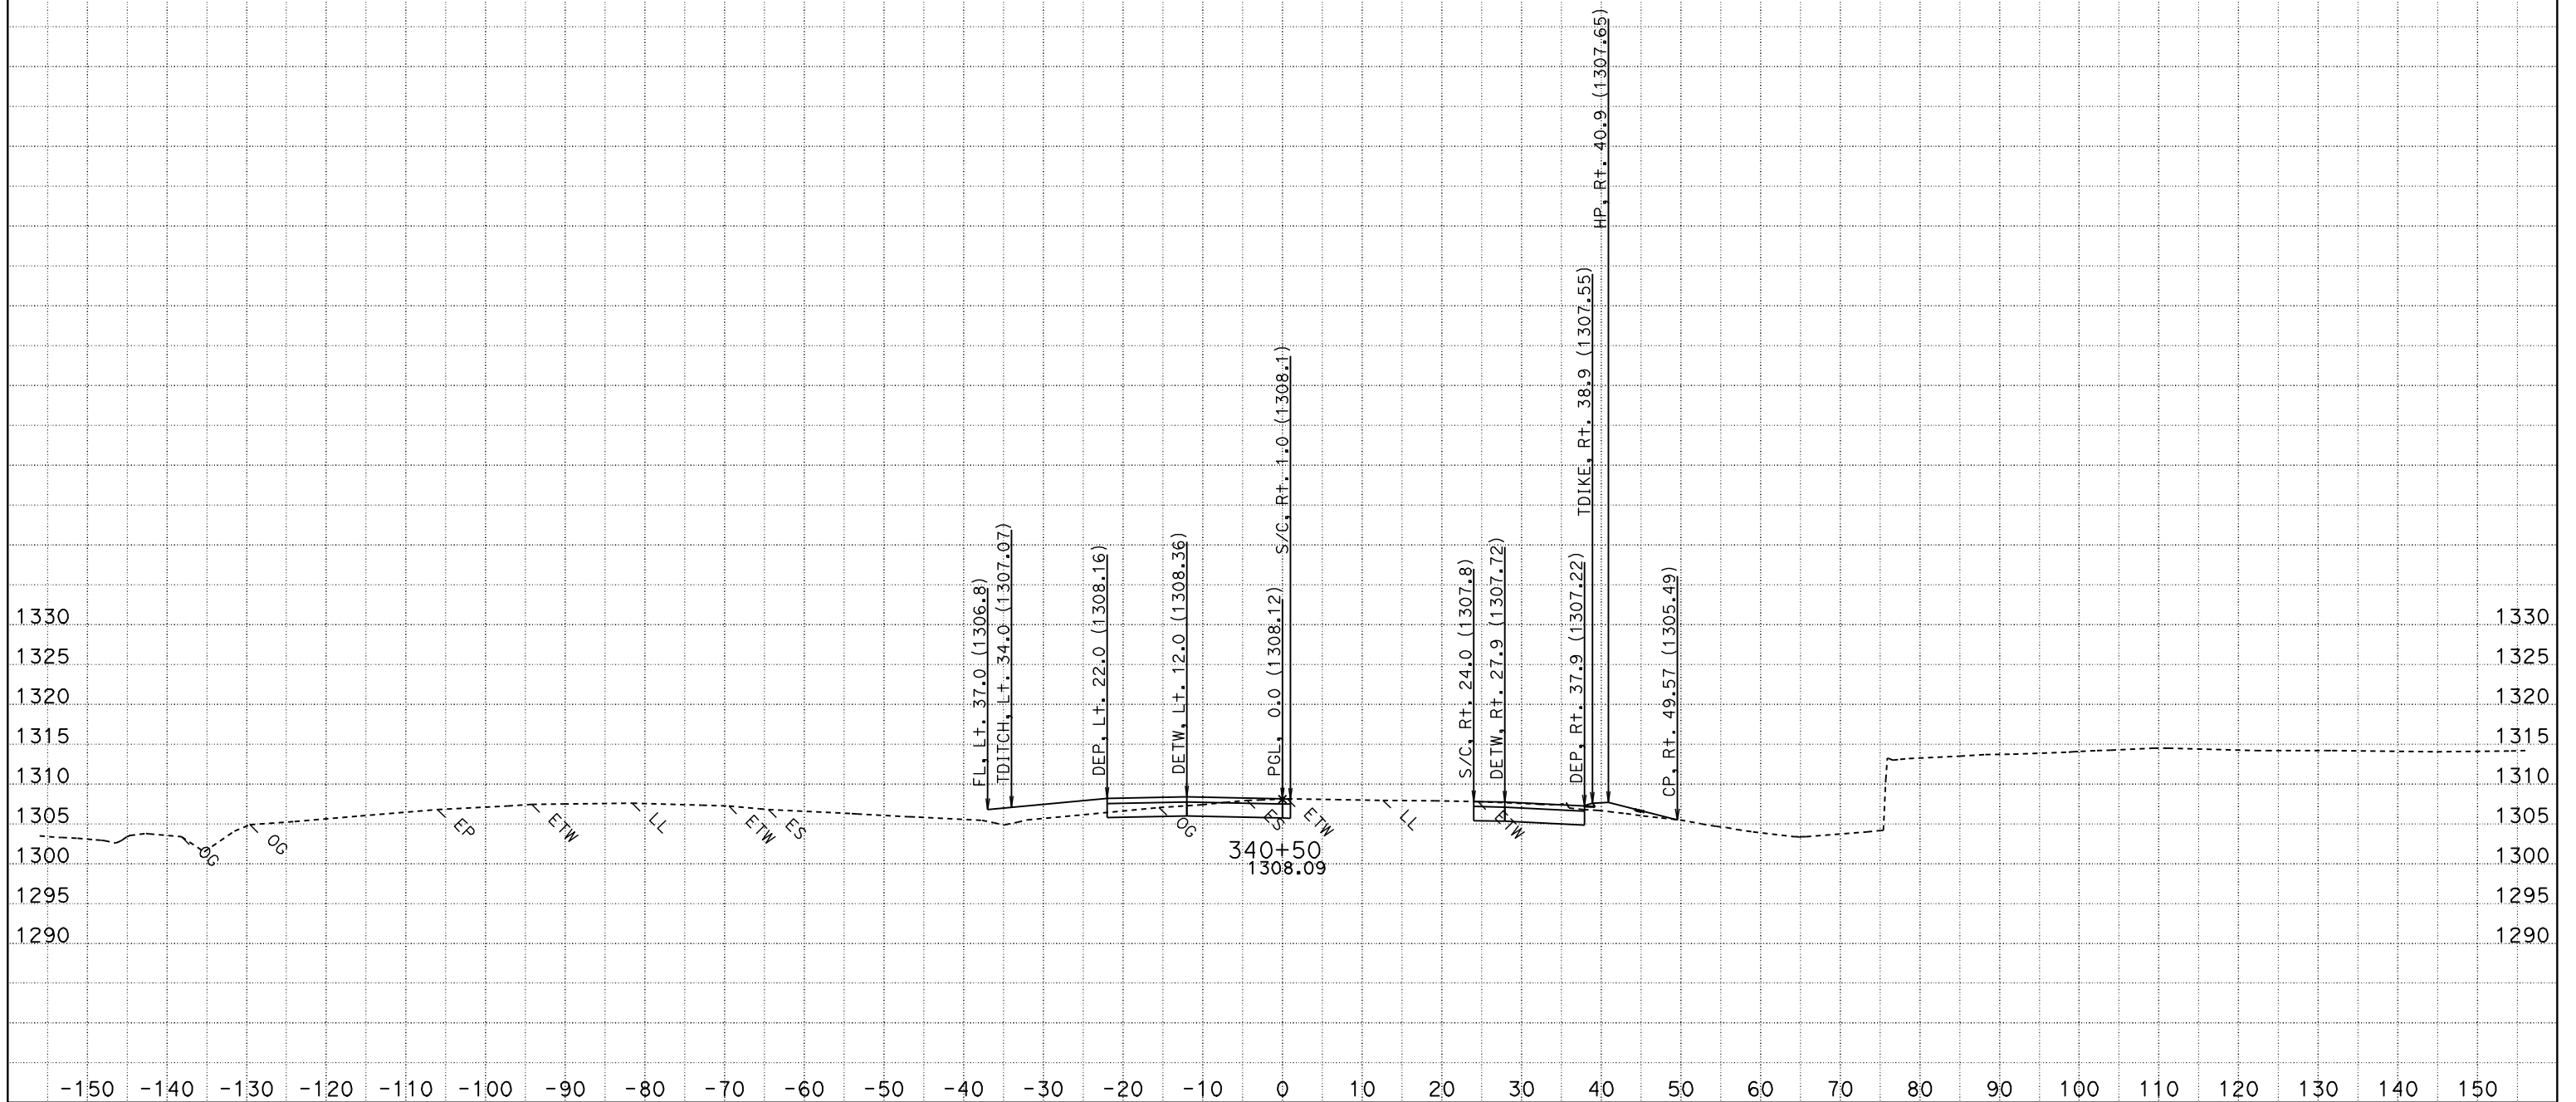 HP, Rt. 40.9 (1307.65)
TDIKE, Rt. 38.9 (1307.55)
S/C, Rt. 1.0 (1308.1)
FL, Lt. 37.0 (1306.8)
TDITCH, Lt. 34.0 (1307.07)
DEP, Lt. 22.0 (1308.16)
DETW, Lt. 12.0 (1308.36)
PGL, 0.0 (1308.12)
S/C, Rt. 24.0 (1307.8)
DETW, Rt. 27.9 (1307.72)
DEP, Rt. 37.9 (1307.22)
CP, Rt. 49.57 (1305.49)
1330 1330
1325 1325
1320 1320
1315 1315
1310 1310
1305 1305
OG
OG
EP
ETW
LL
ETW
ES
OG
ES
ETW
LL
ETW
1300 1300
340+50
1308.09
1295 1295
1290 1290
-150 -140 -130 -120 -110 -100 -90 -80 -70 -60 -50 -40 -30 -20 -10 0 10 20 30 40 50 60 70 80 90 100 110 120 130 140 150